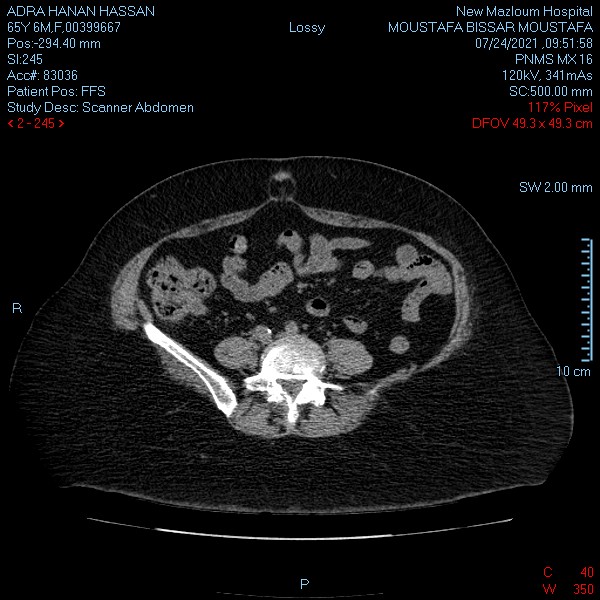 ADRA HANAN HASSAN
65Y 6M,F,00399667
Pos:-294.40 mm
SI:245
Acc#: 83036
Patient Pos: FFS
Study Desc: Scanner Abdomen
< 2 - 245 >
Lossy
New Mazloum Hospital
MOUSTAFA BISSAR MOUSTAFA
07/24/2021 ,09:51:58
PNMS MX 16
120kV, 341mAs
SC:500.00 mm
117% Pixel
DFOV 49.3 x 49.3 cm
SW 2.00 mm
R
10 cm
P
C 40
W 350